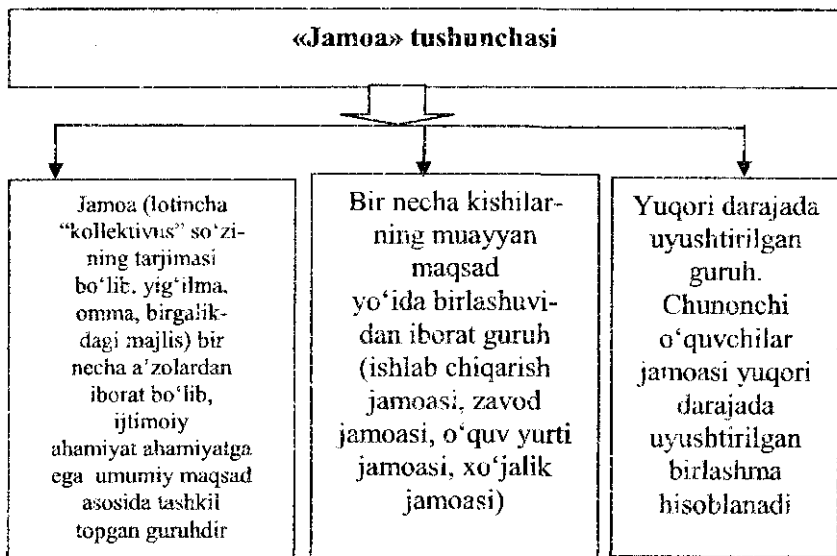 «Jamoa» tushunchasi
Jamoa (lotincha
“kollektivus” so‘zi-
ning tarjimasi
bo‘lib, yig‘ilma,
omma, birgalik-
dagi majlis) bir
necha a’zolardan
iborat bo‘lib,
ijtimoiy
ahamiyat ahamiyatga
ega umumiy maqsad
asosida tashkil
topgan guruhdir
Bir necha kishilar-
ning muayyan
maqsad
yo‘ida birlashuvi-
dan iborat guruh
(ishlab chiqarish
jamoasi, zavod
jamoasi, o‘quv yurti
jamoasi, xo‘jalik
jamoasi)
Yuqori darajada
uyushtirilgan
guruh.
Chunonchi
o‘quvchilar
jamoasi yuqori
darajada
uyushtirilgan
birlashma
hisoblanadi